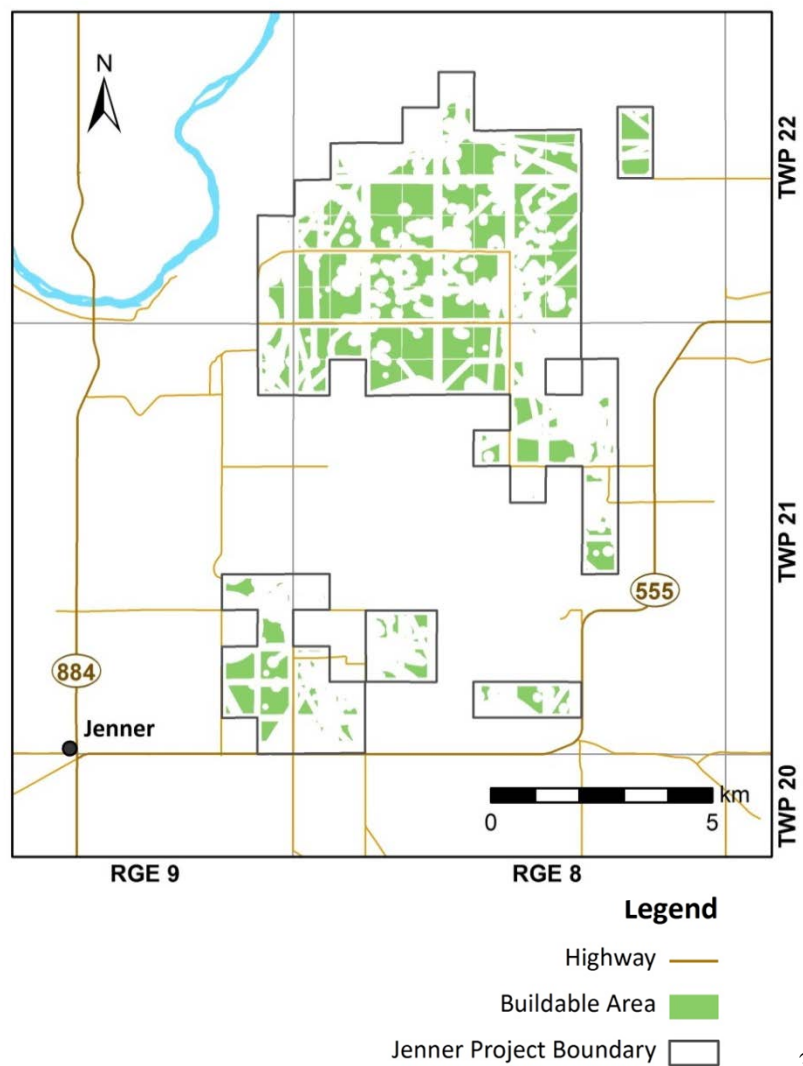 N
TWP 22
TWP 21
555
884
Jenner
km
0 5
TWP 20
RGE 9 RGE 8
Legend
Highway
Buildable Area
Jenner Project Boundary